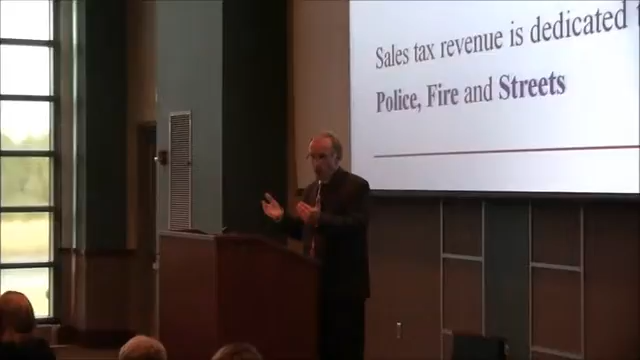 Sales tax revenue is dedicated
Police, Fire and Streets